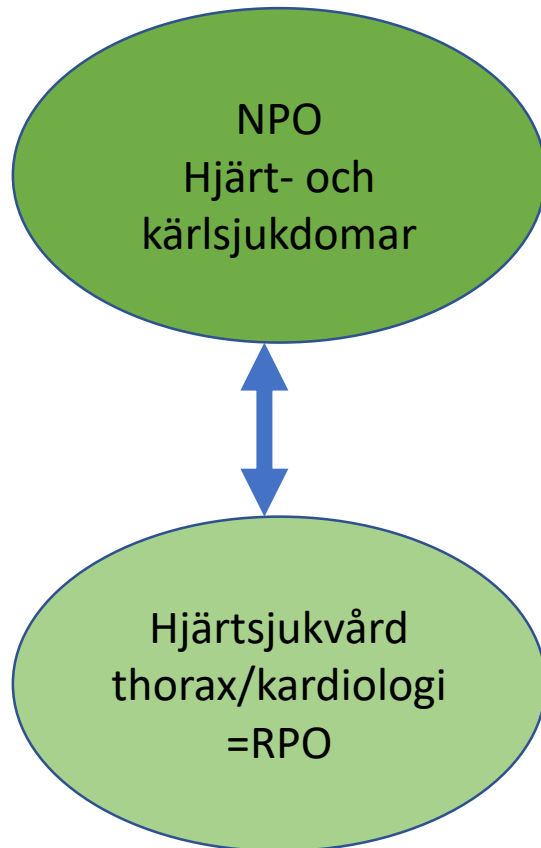 NPO
Hjärt- och
kärlsjukdomar
Hjärtsjukvård
thorax/kardiologi
=RPO